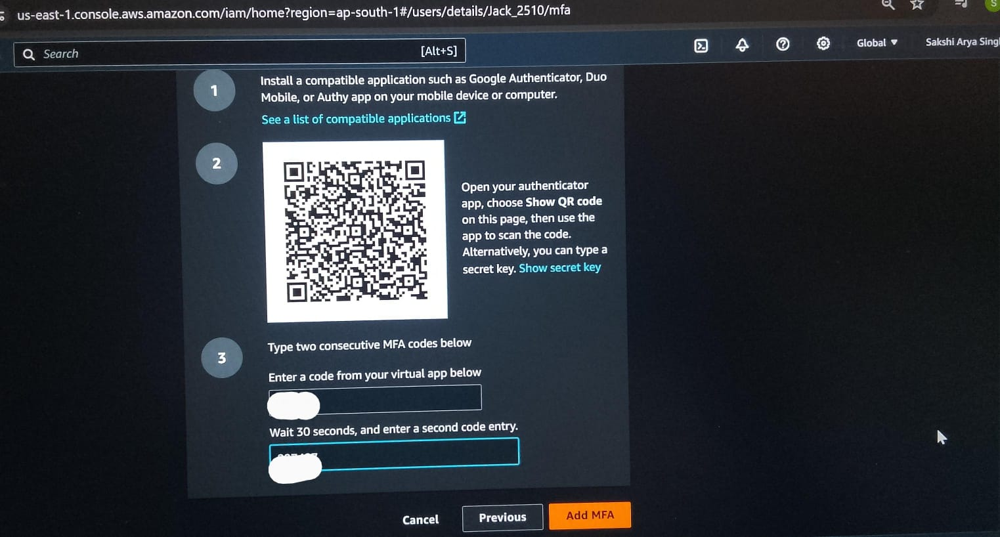 us-east-1.console.aws.amazon.com/iam/home?region=ap-south-1#/users/details/Jack_2510/mfa
S
Search
[Alt+S]
Global
Sakshi Arya Sing
1
Install a compatible application such as Google Authenticator, Duo
Mobile, or Authy app on your mobile device or computer.
See a list of compatible applications
2
Open your authenticator
app, choose Show QR code
on this page, then use the
app to scan the code.
Alternatively, you can type a
secret key. Show secret key
3
Type two consecutive MFA codes below
Enter a code from your virtual app below
Wait 30 seconds, and enter a second code entry.
Cancel
Previous
Add MFA